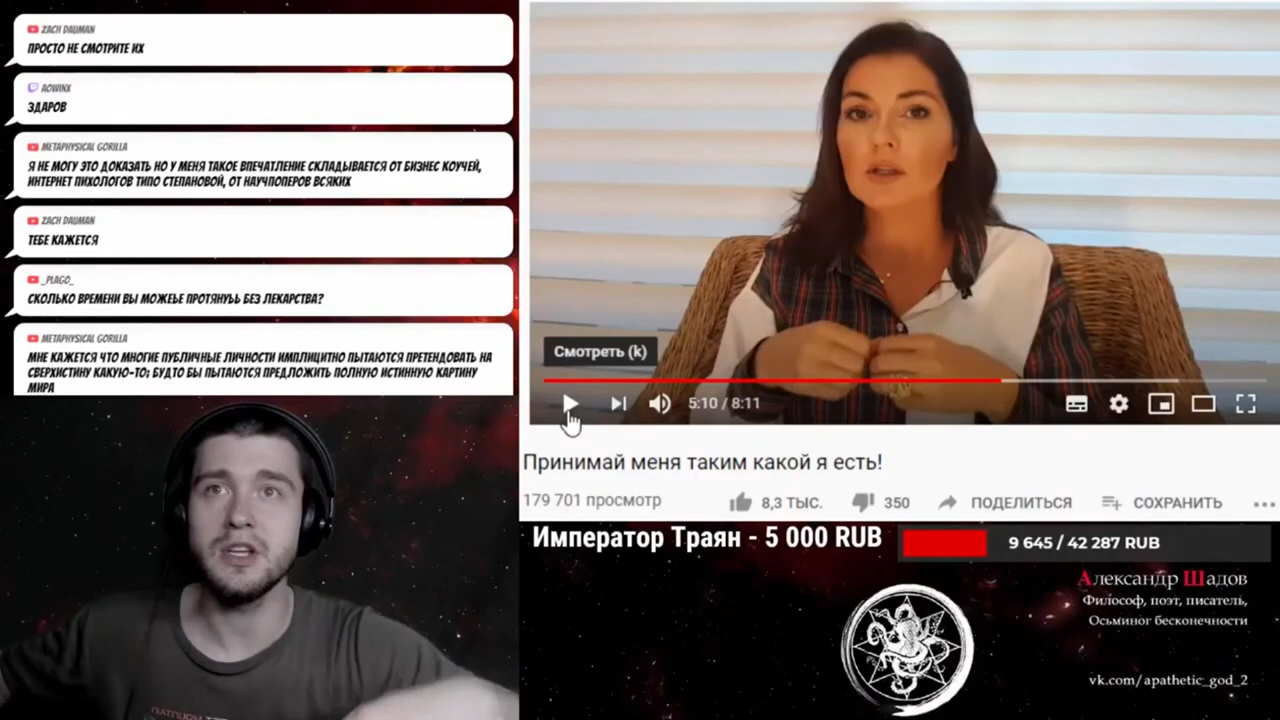 ZACH DAUMAN
ПРОСТО НЕ СМОТРИТЕ ИХ
AOWINX
ЗДАРОВ
METAPHYSICAL GORILLA
Я НЕ МОГУ ЭТО ДОКАЗАТЬ НО У МЕНЯ ТАКОЕ ВПЕЧАТЛЕНИЕ СКЛАДЫВАЕТСЯ ОТ БИЗНЕС КОУЧЕЙ,
ИНТЕРНЕТ ПИХОЛОГОВ ТИПО СТЕПАНОВОЙ, ОТ НАУЧПОПЕРОВ ВСЯКИХ
ZACH DAUMAN
ТЕБЕ КАЖЕТСЯ
_PLAGO_
СКОЛЬКО ВРЕМЕНИ ВЫ МОЖЕЬЕ ПРОТЯНУЬЬ БЕЗ ЛЕКАРСТВА?
METAPHYSICAL GORILLA
МНЕ КАЖЕТСЯ ЧТО МНОГИЕ ПУБЛИЧНЫЕ ЛИЧНОСТИ ИМПЛИЦИТНО ПЫТАЮТСЯ ПРЕТЕНДОВАТЬ НА
СВЕРХИСТИНУ КАКУЮ-ТО; БУДТО БЫ ПЫТАЮТСЯ ПРЕДЛОЖИТЬ ПОЛНУЮ ИСТИННУЮ КАРТИНУ
МИРА
Смотреть (k)
5:10 / 8:11
Принимай меня таким какой я есть!
179 701 просмотр
8,3 ТЫС.
350
ПОДЕЛИТЬСЯ
СОХРАНИТЬ
Император Траян - 5 000 RUB
9 645 / 42 287 RUB
Александр Шадов
Философ, поэт, писатель,
Осьминог бесконечности
vk.com/apathetic_god_2